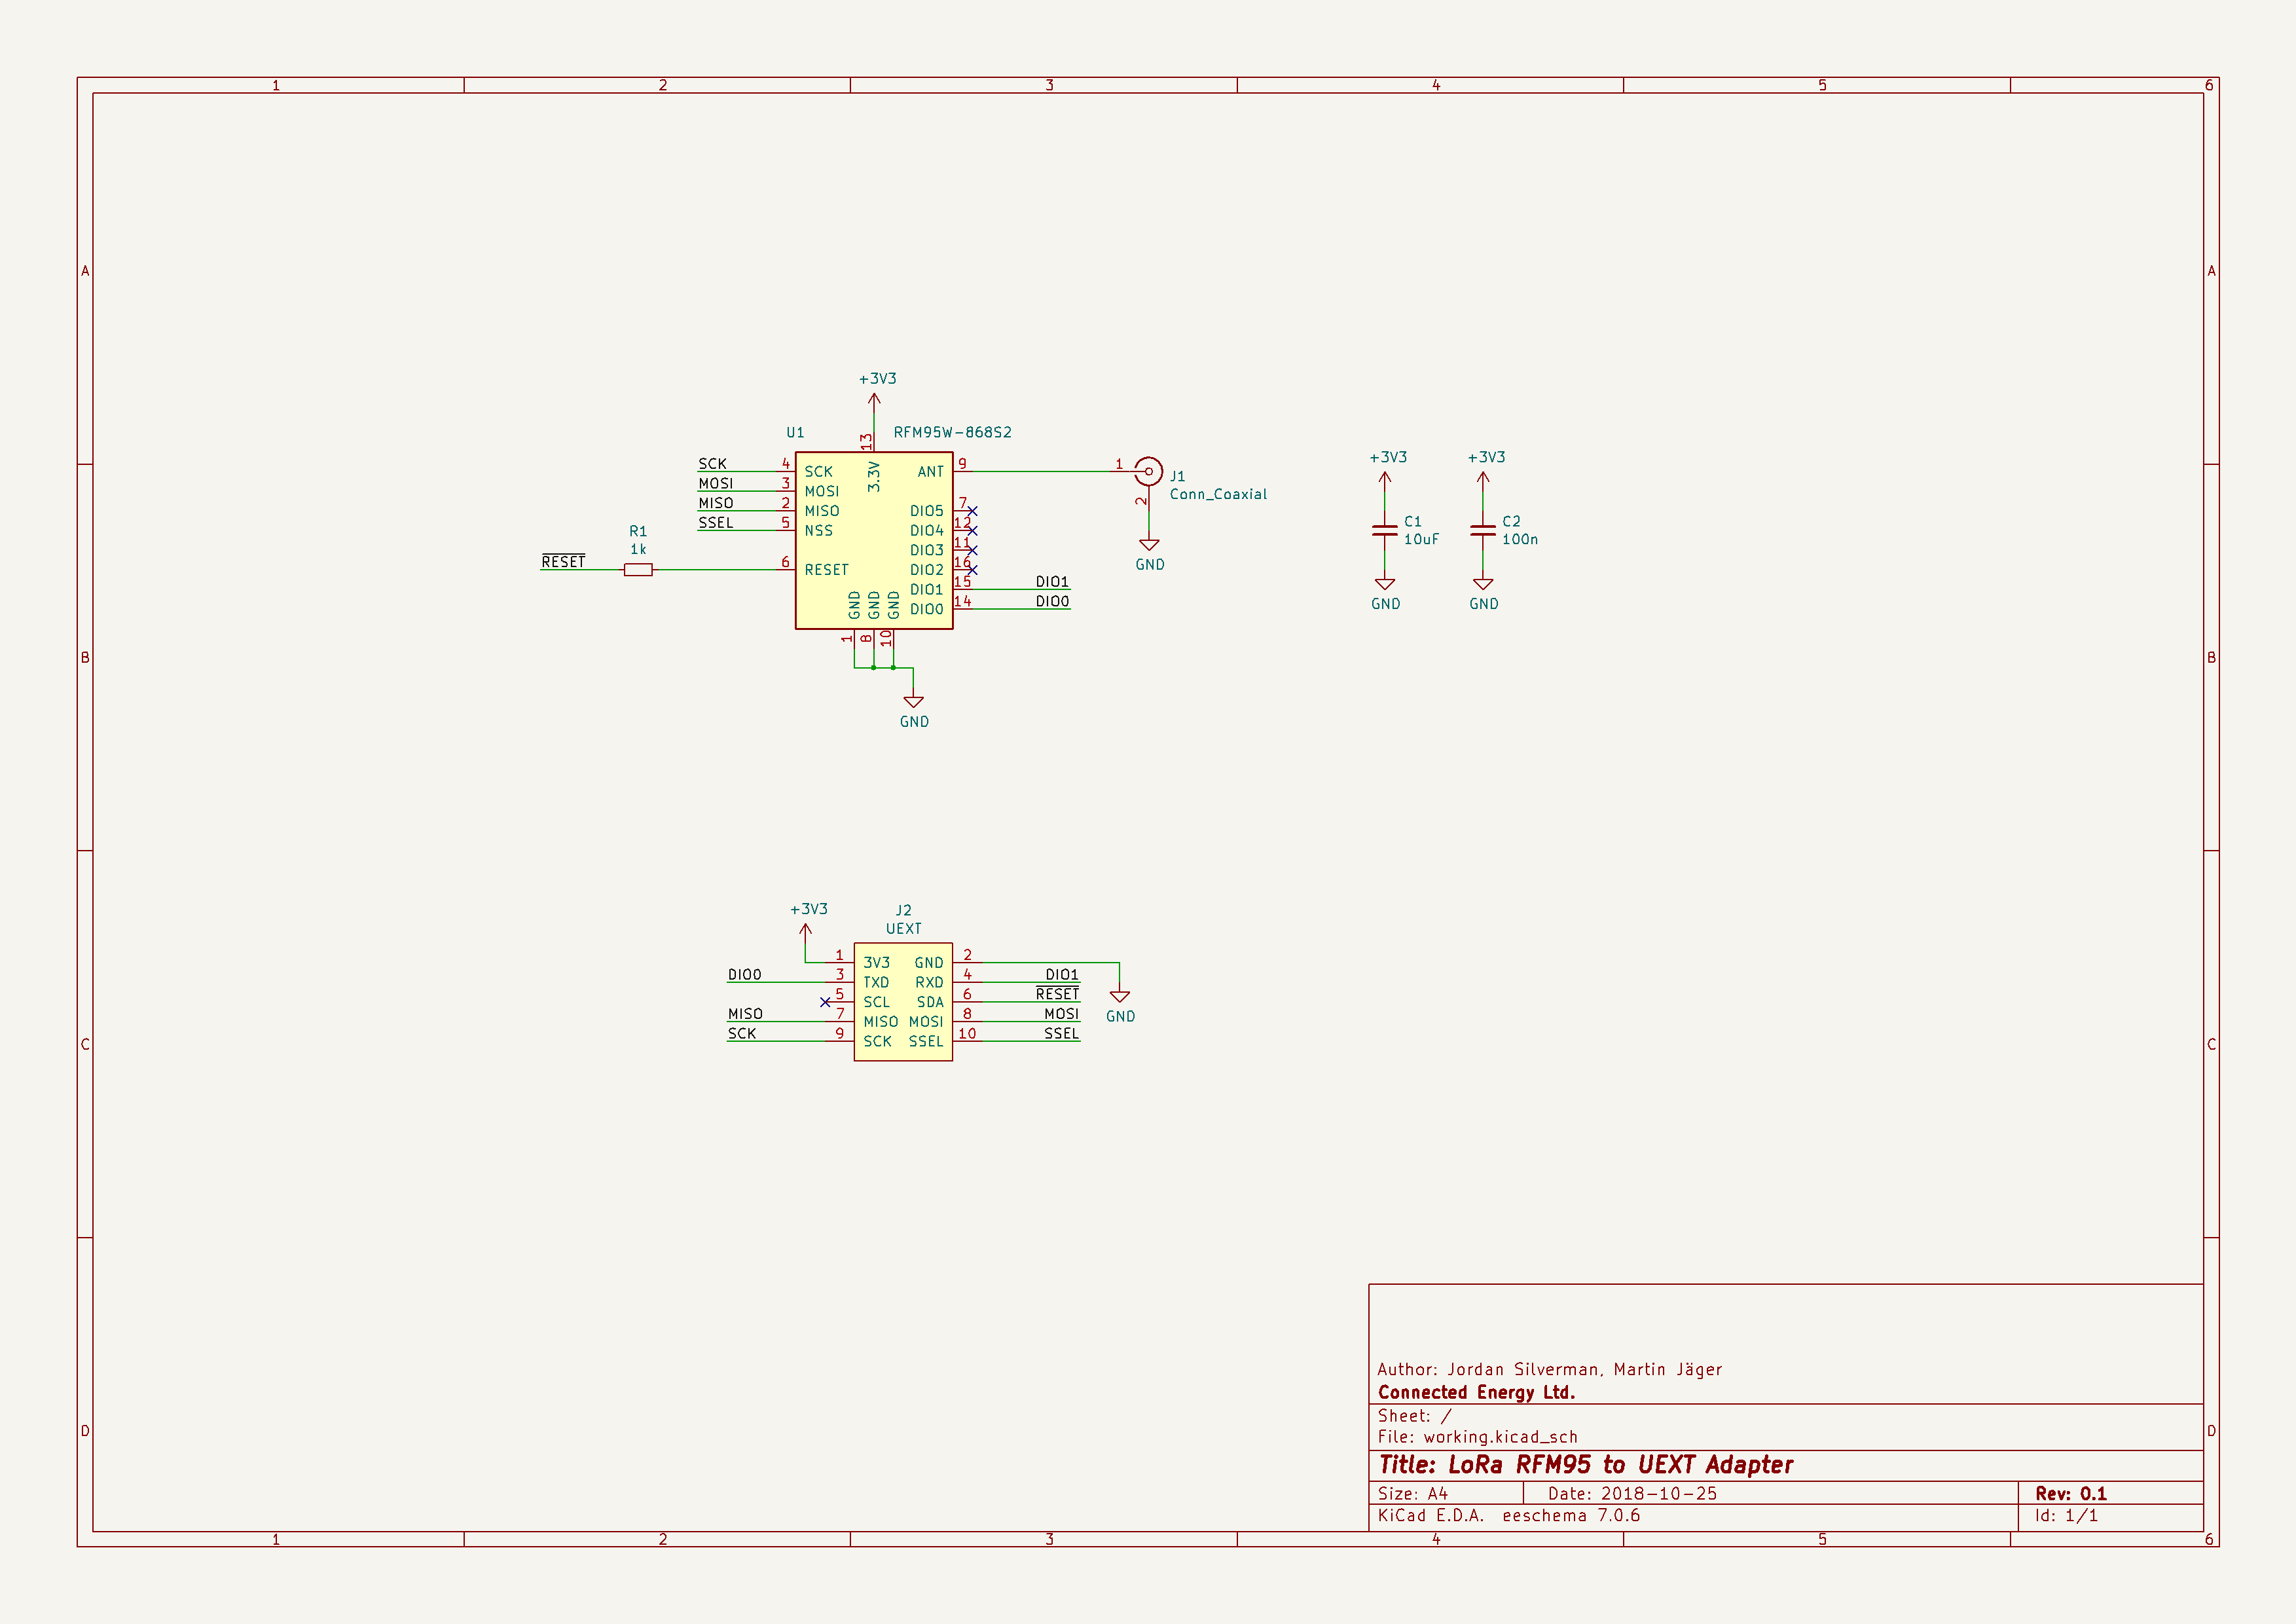 1 2 3 4 5 6
A A
+3V3
U1 RFM95W-868S2
13
SCK 4 SCK 3.3V ANT 9 1 J1
MOSI 3 MOSI Conn_Coaxial
MISO 2 MISO DIO5 7 2
SSEL 5 NSS DIO4 12
DIO3 11 GND
R1
1k
RESET 6 RESET DIO2 16
DIO1 15 DIO1
GND GND GND DIO0 14 DIO0
1 8 10
GND
+3V3 +3V3
C1 C2
10uF 100n
GND GND
B B
+3V3 J2
UEXT
1 3V3 GND 2
DIO0 3 TXD RXD 4 DIO1
5 SCL SDA 6 RESET
MISO 7 MISO MOSI 8 MOSI
SCK 9 SCK SSEL 10 SSEL
GND
C C
Author: Jordan Silverman, Martin Jäger
Connected Energy Ltd.
Sheet: /
File: working.kicad_sch
D D
Title: LoRa RFM95 to UEXT Adapter
Size: A4 Date: 2018-10-25 Rev: 0.1
KiCad E.D.A. eeschema 7.0.6 Id: 1/1
1 2 3 4 5 6